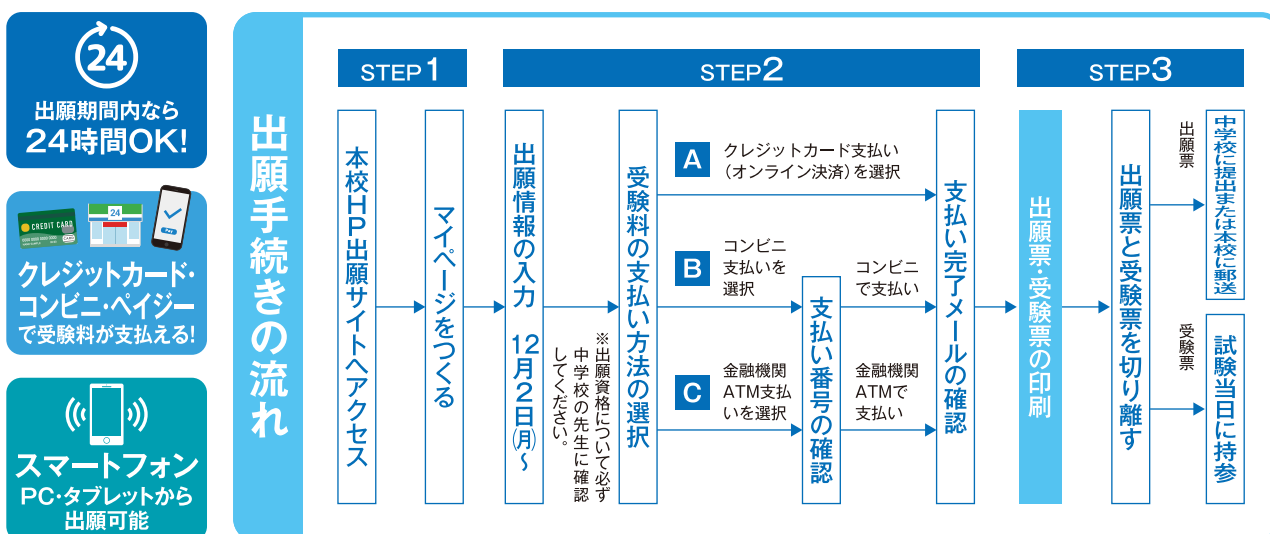 24
出願期間内なら
24時間OK!
CREDIT CARD
24
PAY
クレジットカード・
コンビニ・ペイジー
で受験料が支払える!
スマートフォン
PC・タブレットから
出願可能
出願手続きの流れ
STEP1
本校HP出願サイトへアクセス
マイページをつくる
STEP2
出願情報の入力 12月2日(月)～
※出願資格について必ず
中学校の先生に確認
してください。
受験料の支払い方法の選択
A
クレジットカード支払い
(オンライン決済)を選択
B
コンビニ
支払いを
選択
C
金融機関
ATM支払
いを選択
支払い番号の確認
コンビニ
で支払い
金融機関
ATMで
支払い
支払い完了メールの確認
STEP3
出願票・受験票の印刷
出願票と受験票を切り離す
出願票
中学校に提出または本校に郵送
受験票
試験当日に持参